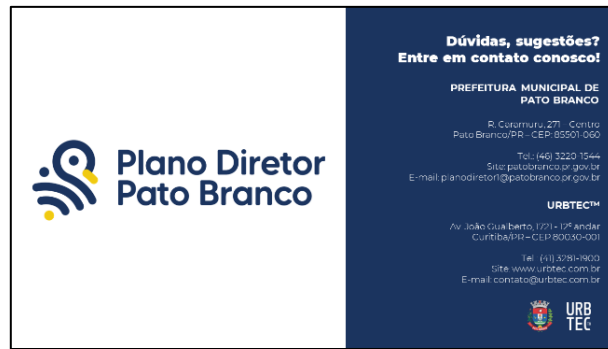 Plano Diretor
Pato Branco
Dúvidas, sugestões?
Entre em contato conosco!
PREFEITURA MUNICIPAL DE
PATO BRANCO
R. Caramuru, 271 – Centro
Pato Branco/PR – CEP: 85501-060
Tel.: (46) 3220-1544
Site: patobranco.pr.gov.br
E-mail: planodiretor1@patobranco.pr.gov.br
URBTEC™
Av. João Gualberto, 1721 - 12º andar
Curitiba/PR – CEP 80030-001
Tel.: (41) 3281-1900
Site: www.urbtec.com.br
E-mail: contato@urbtec.com.br
URB
TEC